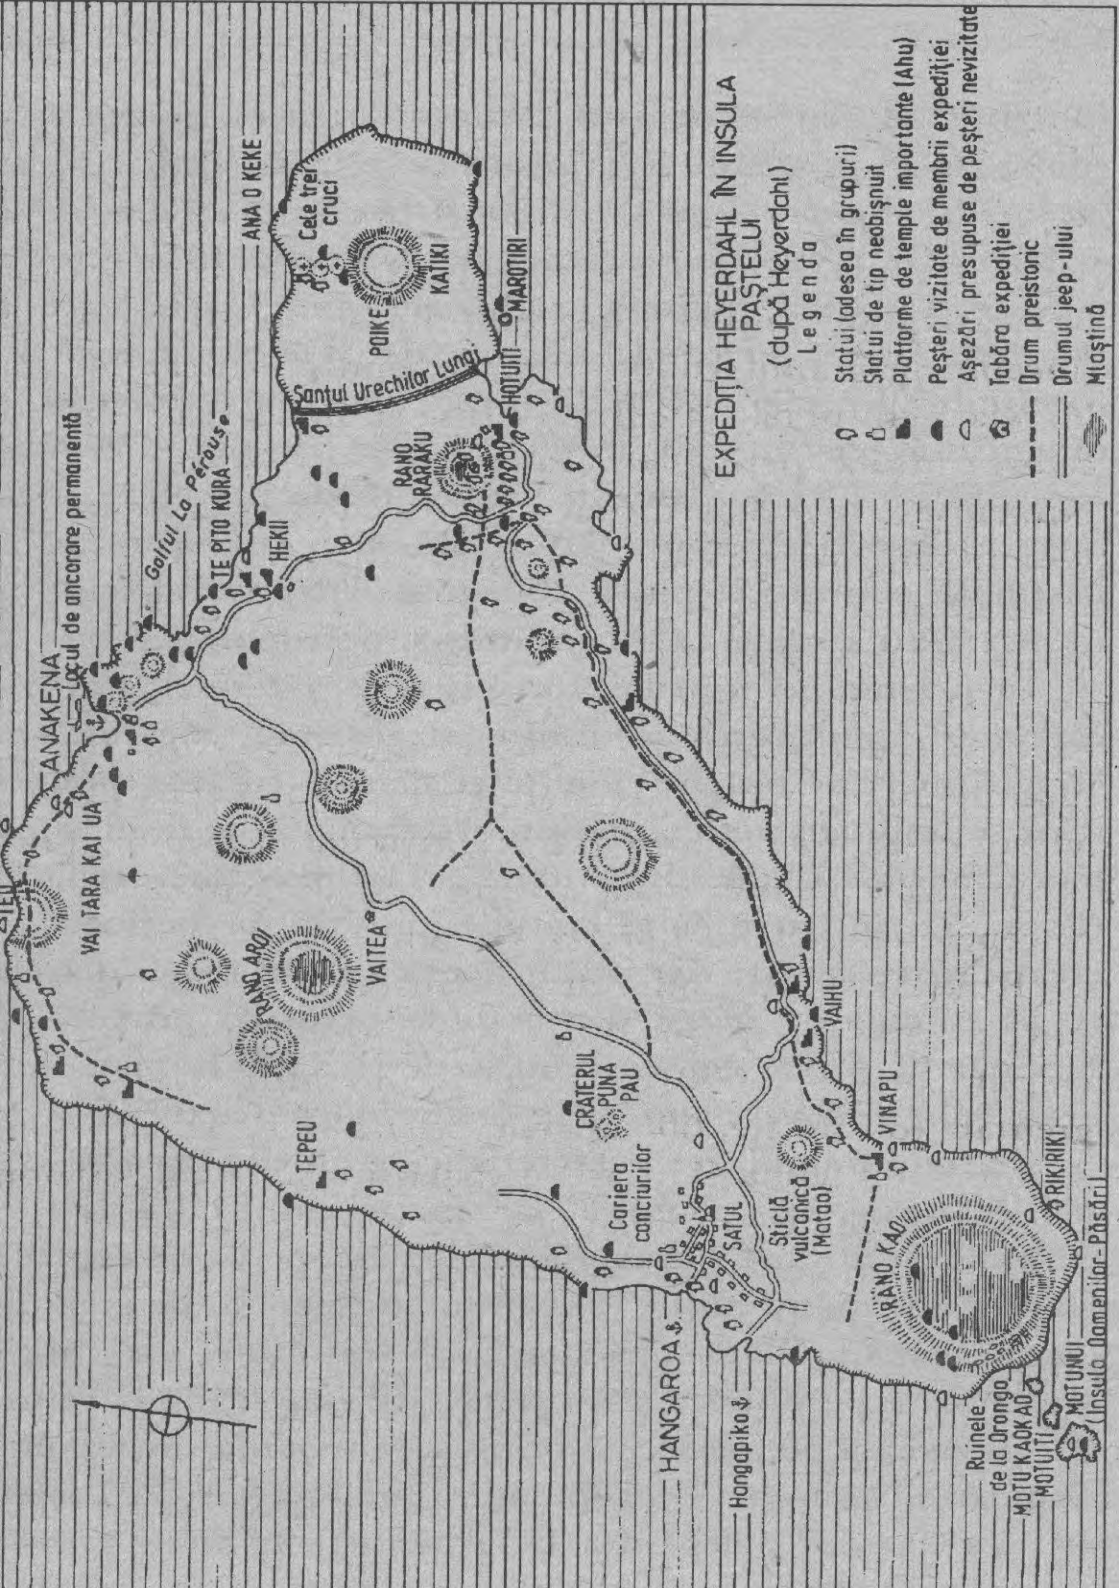 EXPEDIȚIA HEYERDAHL ÎN INSULA
PAȘTELUI
(după Heyerdahl)
Legenda
Statui (adesea în grupuri)
Statui de tip neobișnuit
Platforme de temple importante (Ahu)
Peșteri vizitate de membrii expediției
Așezări presupuse de peșteri nevizitate
Tabăra expediției
Drum preistoric
Drumul jeep-ului
Mlaștină
ANAKENA
Locul de ancorare permanentă
Golful La Pérouse
TE PITO KURA
HEKII
ANA O KEKE
Cele trei
cruci
POIKE
KATIKI
Șanțul Urechilor Lungi
MAROTIRI
HOTUITI
RANO
RARAKU
VAI TARA KAI UA
RANO AROI
VAITEA
TEPEU
CRATERUL
PUNA
PAU
Cariera
conciurilor
SATUL
Sticlă
vulcanică
(Matao)
VAIHU
VINAPU
HANGAROA
Hangapiko
RANO KAO
RIKIRIKI
Ruinele
de la Orongo
MOTU KAOKAO
MOTUITI
MOTUNUI
(Insula Oamenilor-Păsări)